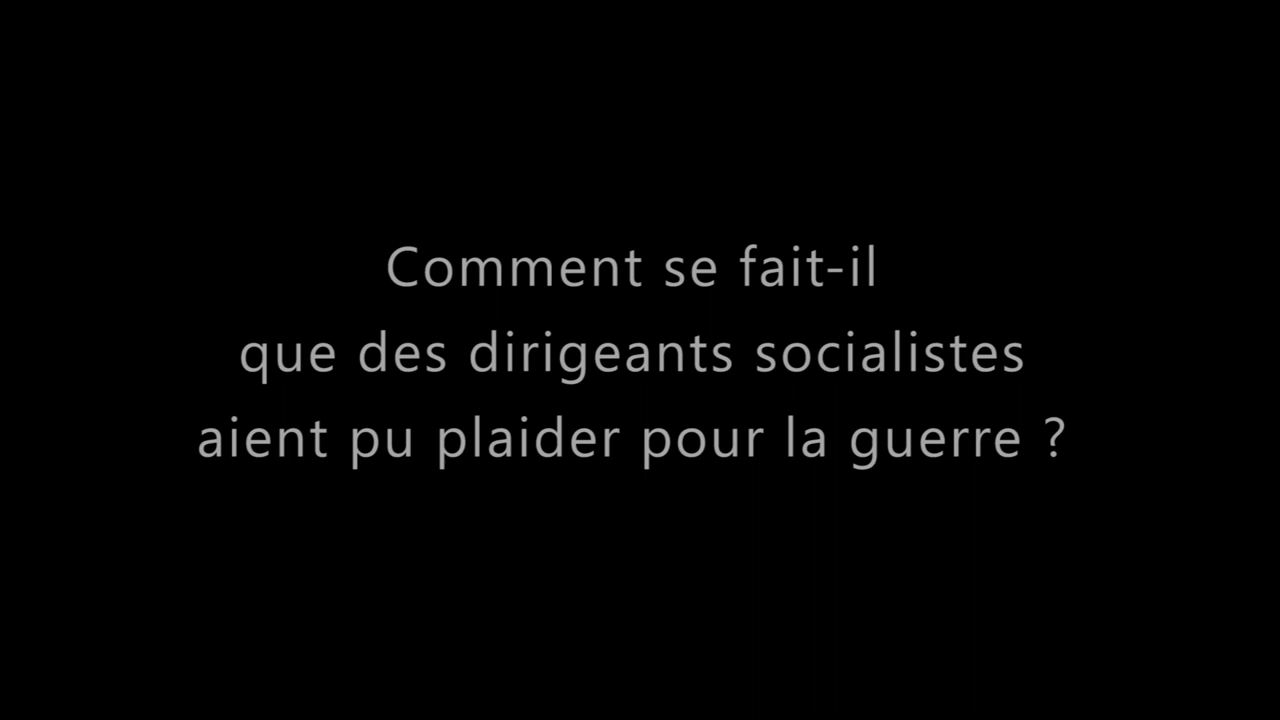 Comment se fait-il
que des dirigeants socialistes
aient pu plaider pour la guerre ?